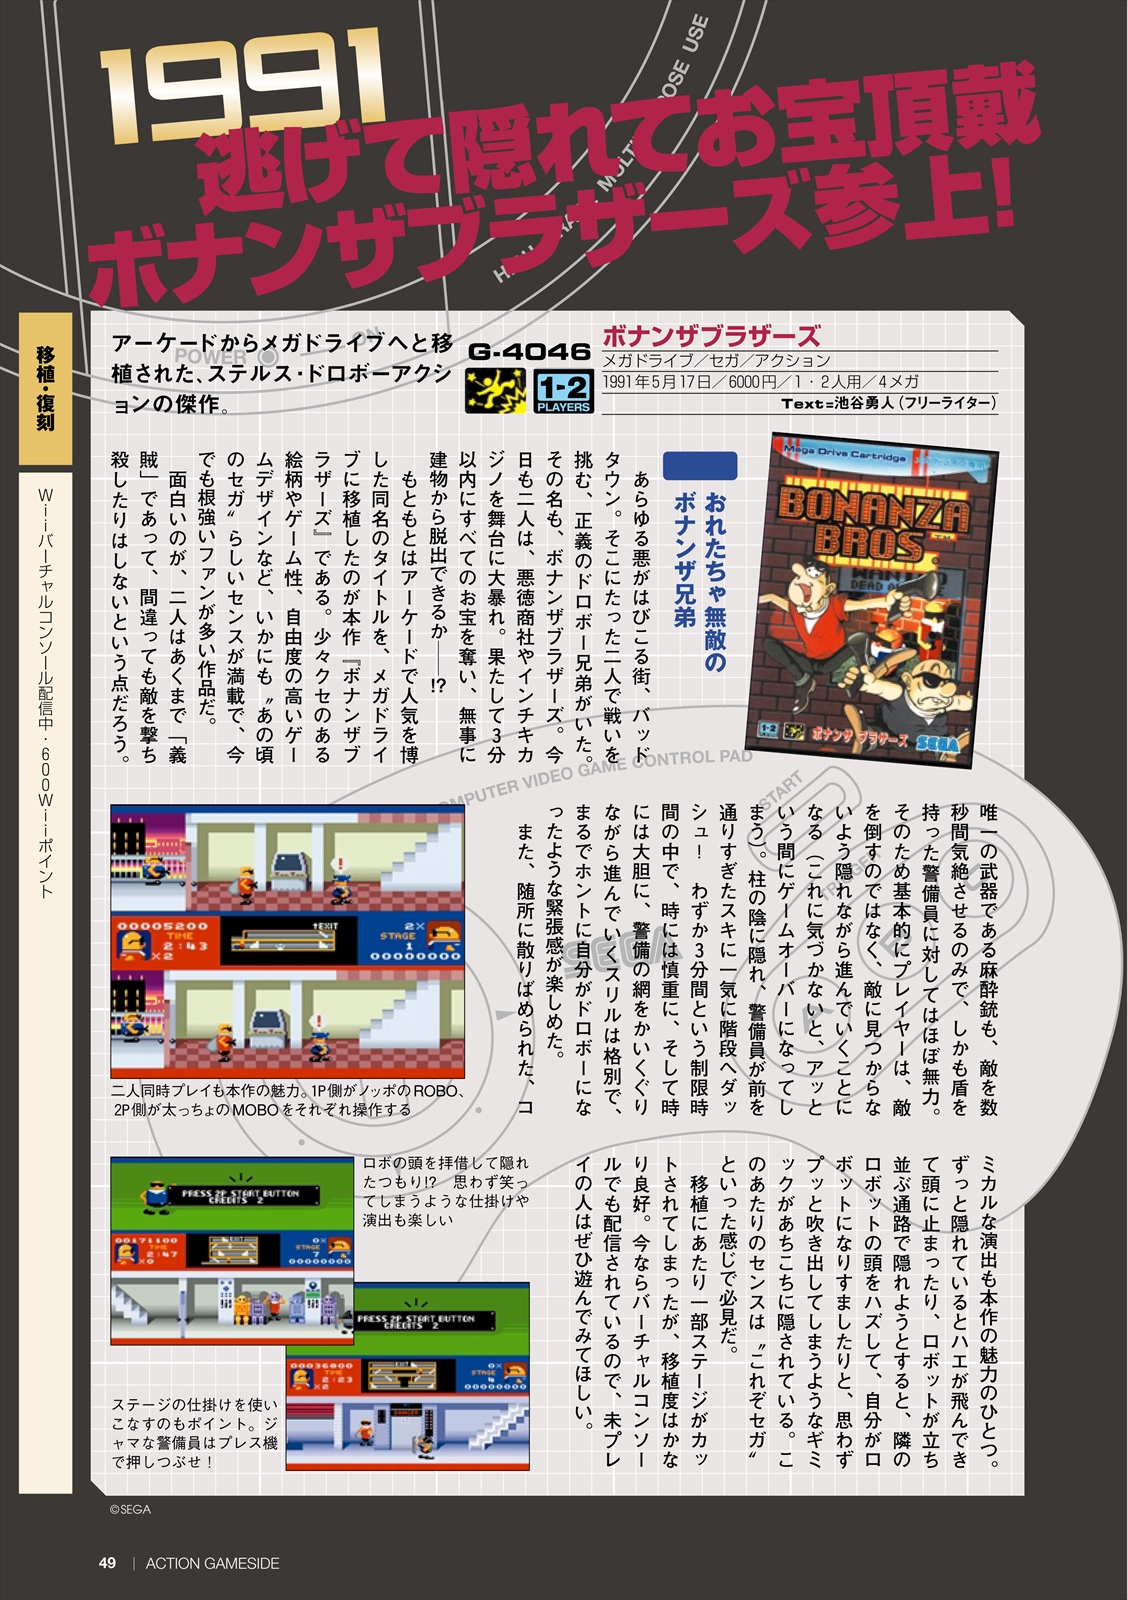 1991
逃げて隠れてお宝頂戴
ボナンザブラザーズ参上!
移植・復刻
Wiiバーチャルコンソール配信中・600Wiiポイント
アーケードからメガドライブへと移
植された、ステルス・ドロボーアクシ
ョンの傑作。
G-4046
1-2
PLAYERS
ボナンザブラザーズ
メガドライブ／セガ／アクション
1991年5月17日／6000円／1・2人用／4メガ
Text=池谷勇人（フリーライター）
Mega Drive Cartridge
BONANZA
BROS.
ボナンザ ブラザーズ
SEGA
おれたちゃ無敵の
ボナンザ兄弟
あらゆる悪がはびこる街、バッド
タウン。そこにたった二人で戦いを
挑む、正義のドロボー兄弟がいた。
その名も、ボナンザブラザーズ。今
日も二人は、悪徳商社やインチキカ
ジノを舞台に大暴れ。果たして3分
以内にすべてのお宝を奪い、無事に
建物から脱出できるか――!?
もともとはアーケードで人気を博
した同名のタイトルを、メガドライ
ブに移植したのが本作『ボナンザブ
ラザーズ』である。少々クセのある
絵柄やゲーム性、自由度の高いゲー
ムデザインなど、いかにも〝あの頃
のセガ〟らしいセンスが満載で、今
でも根強いファンが多い作品だ。
面白いのが、二人はあくまで「義
賊」であって、間違っても敵を撃ち
殺したりはしないという点だろう。
唯一の武器である麻酔銃も、敵を数
秒間気絶させるのみで、しかも盾を
持った警備員に対してはほぼ無力。
そのため基本的にプレイヤーは、敵
を倒すのではなく、敵に見つからな
いよう隠れながら進んでいくことに
なる（これに気づかないと、アッと
いう間にゲームオーバーになってし
まう）。柱の陰に隠れ、警備員が前を
通りすぎたスキに一気に階段へダッ
シュ！　わずか3分間という制限時
間の中で、時には慎重に、そして時
には大胆に、警備の網をかいくぐり
ながら進んでいくスリルは格別で、
まるでホントに自分がドロボーにな
ったような緊張感が楽しめた。
また、随所に散りばめられた、コ
ミカルな演出も本作の魅力のひとつ。
ずっと隠れているとハエが飛んでき
て頭に止まったり、ロボットが立ち
並ぶ通路で隠れようとすると、隣の
ロボットの頭をハズして、自分がロ
ボットになりすましたりと、思わず
プッと吹き出してしまうようなギミ
ックがあちこちに隠されている。こ
のあたりのセンスは〝これぞセガ〟
といった感じで必見だ。
移植にあたり一部ステージがカッ
トされてしまったが、移植度はかな
り良好。今ならバーチャルコンソー
ルでも配信されているので、未プレ
イの人はぜひ遊んでみてほしい。
00005200
TIME
2:43
×2
EXIT
2×
STAGE
1
00000000
二人同時プレイも本作の魅力。1P側がノッポのROBO、
2P側が太っちょのMOBOをそれぞれ操作する
PRESS 2P START BUTTON
CREDITS 2
00171100
TIME
2:47
×0
0×
STAGE
7
00000000
ロボの頭を拝借して隠れ
たつもり!?　思わず笑っ
てしまうような仕掛けや
演出も楽しい
PRESS 2P START BUTTON
CREDITS 2
00036800
TIME
2:23
×2
0×
STAGE
4
00000000
ステージの仕掛けを使い
こなすのもポイント。ジ
ャマな警備員はプレス機
で押しつぶせ！
POWER
ON
COMPUTER VIDEO GAME CONTROL PAD
START
TRIGGER
A
B
C
SEGA
©SEGA
49 | ACTION GAMESIDE